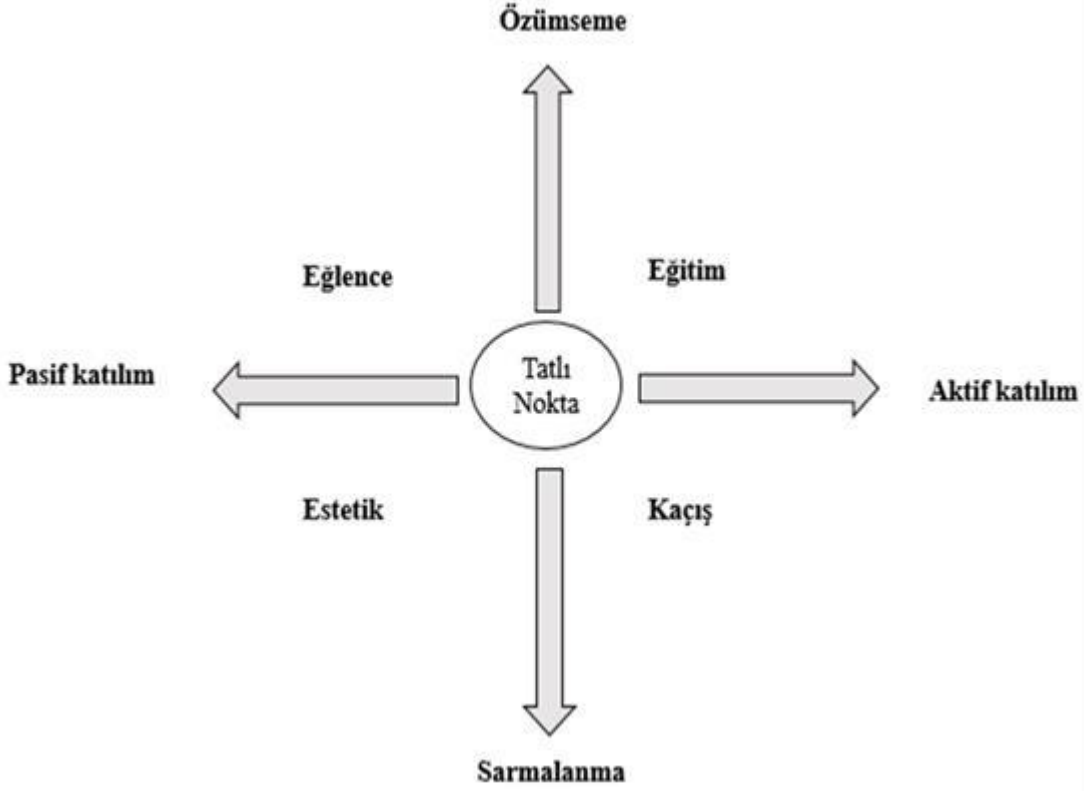 Özümseme
Eğlence
Eğitim
Pasif katılım
Tatlı
Nokta
Aktif katılım
Estetik
Kaçış
Sarmalanma